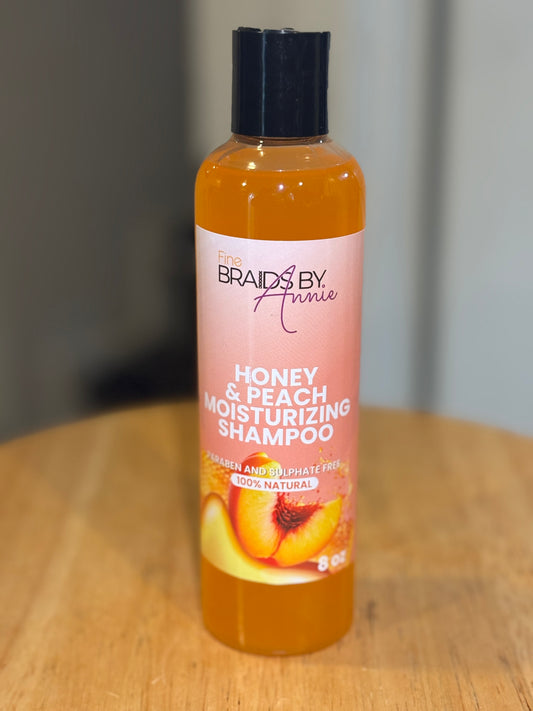 Fine
BRAIDS BY
Annie
HONEY
& PEACH
MOISTURIZING
SHAMPOO
PARABEN AND SULPHATE FREE
100% NATURAL
8 OZ